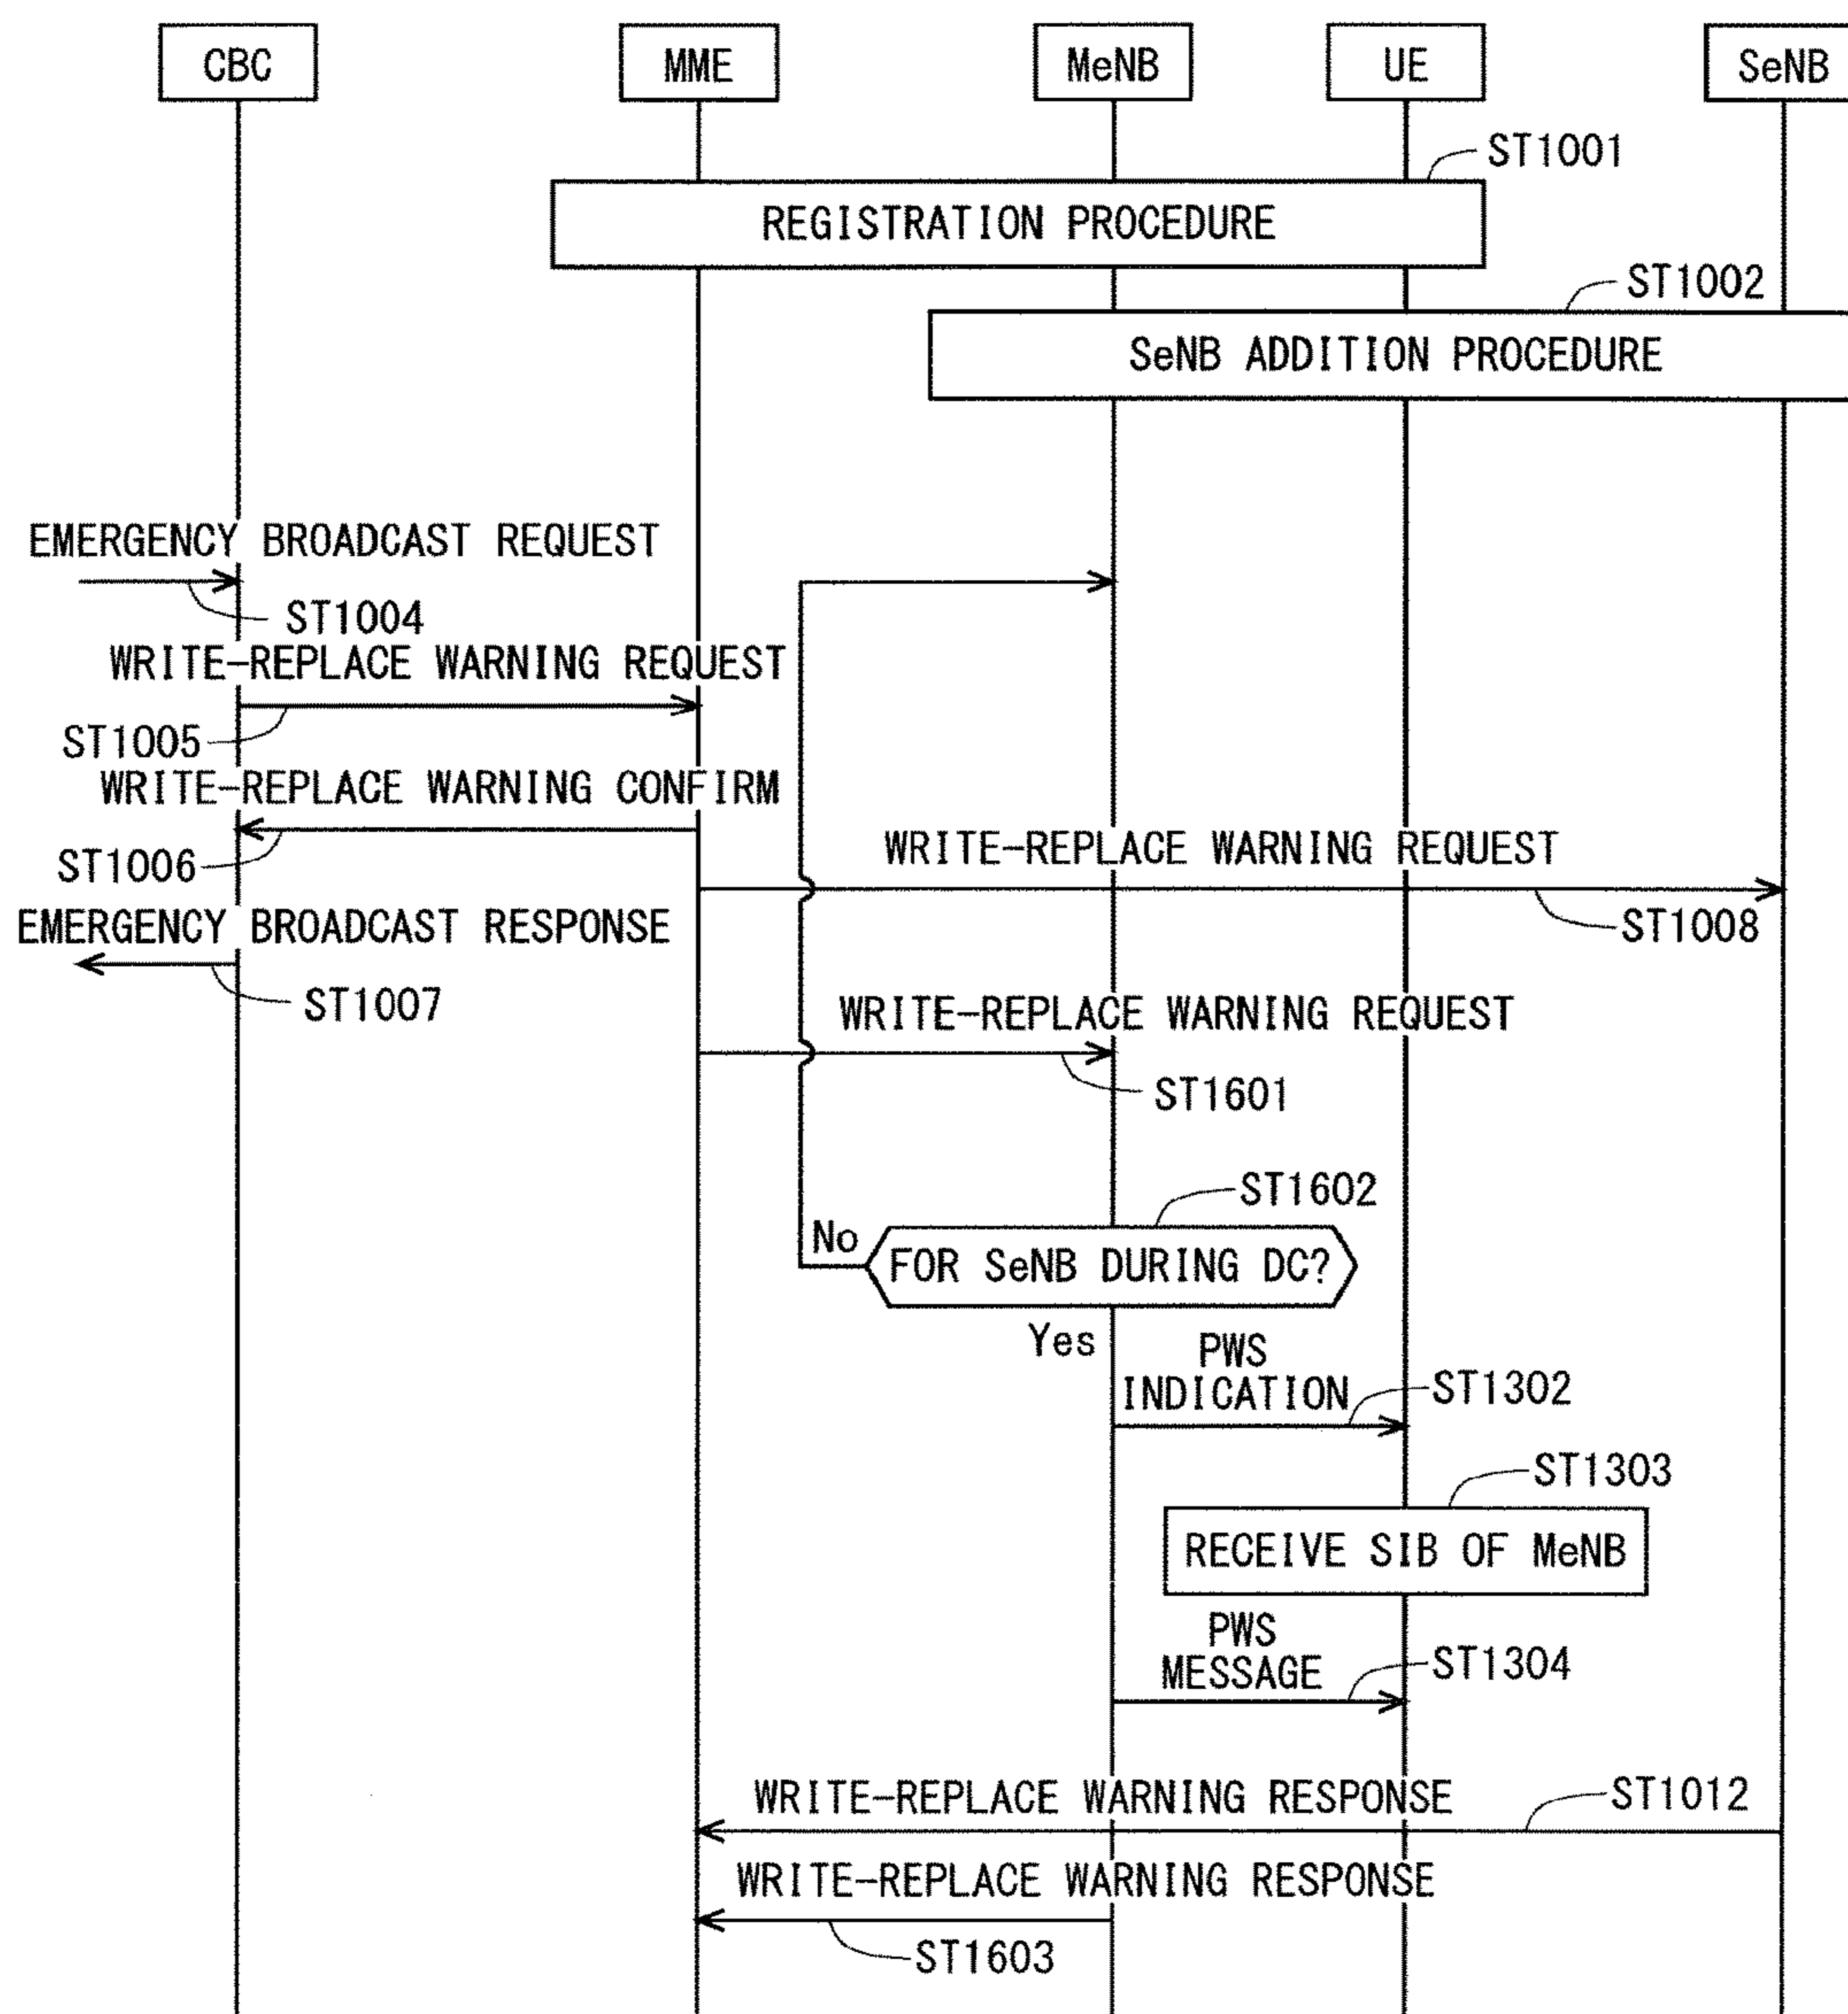 CBC
MME
MeNB
UE
SeNB
ST1001
REGISTRATION PROCEDURE
ST1002
SeNB ADDITION PROCEDURE
EMERGENCY BROADCAST REQUEST
ST1004
WRITE-REPLACE WARNING REQUEST
ST1005
WRITE-REPLACE WARNING CONFIRM
ST1006
WRITE-REPLACE WARNING REQUEST
ST1008
EMERGENCY BROADCAST RESPONSE
ST1007
WRITE-REPLACE WARNING REQUEST
ST1601
ST1602
No
FOR SeNB DURING DC?
Yes
PWS
INDICATION
ST1302
ST1303
RECEIVE SIB OF MeNB
PWS
MESSAGE
ST1304
WRITE-REPLACE WARNING RESPONSE
ST1012
WRITE-REPLACE WARNING RESPONSE
ST1603